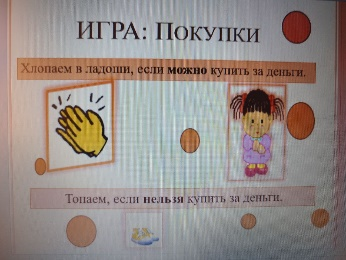 ИГРА: ПОКУПКИ
Хлопаем в ладоши, если можно купить за деньги.
Топаем, если нельзя купить за деньги.